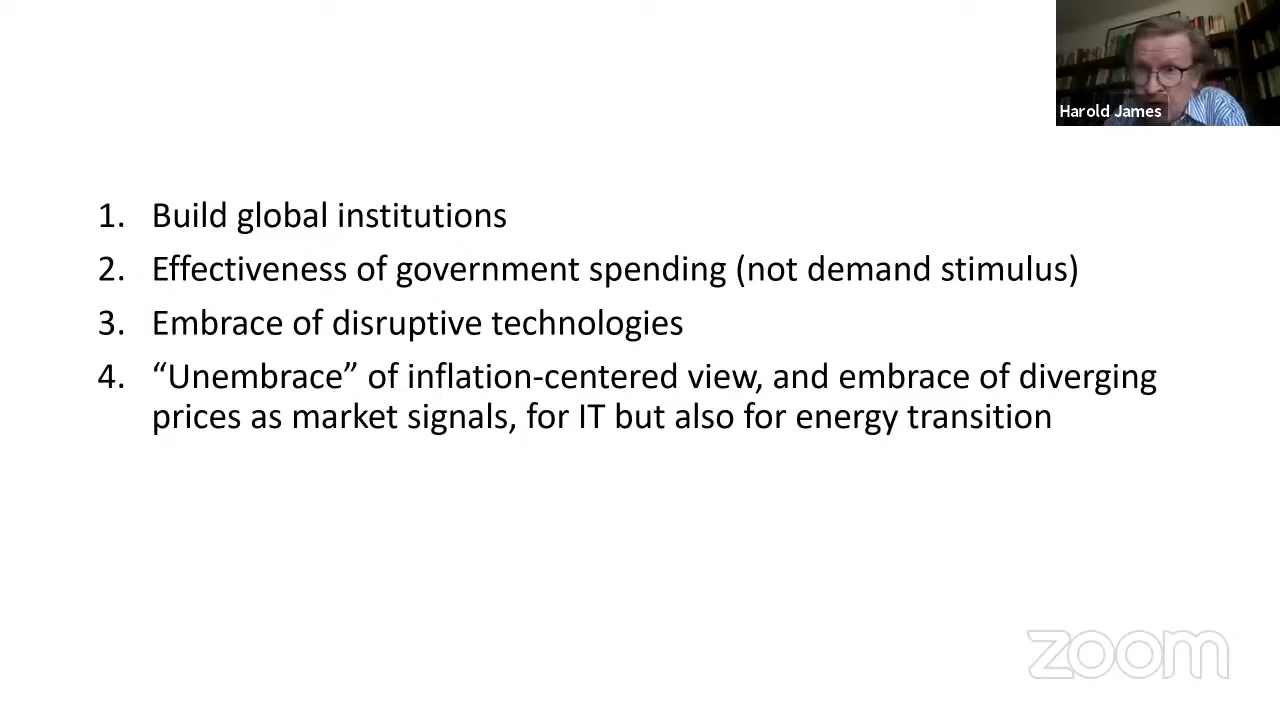 Harold James
1. Build global institutions
2. Effectiveness of government spending (not demand stimulus)
3. Embrace of disruptive technologies
4. “Unembrace” of inflation-centered view, and embrace of diverging
prices as market signals, for IT but also for energy transition
zoom